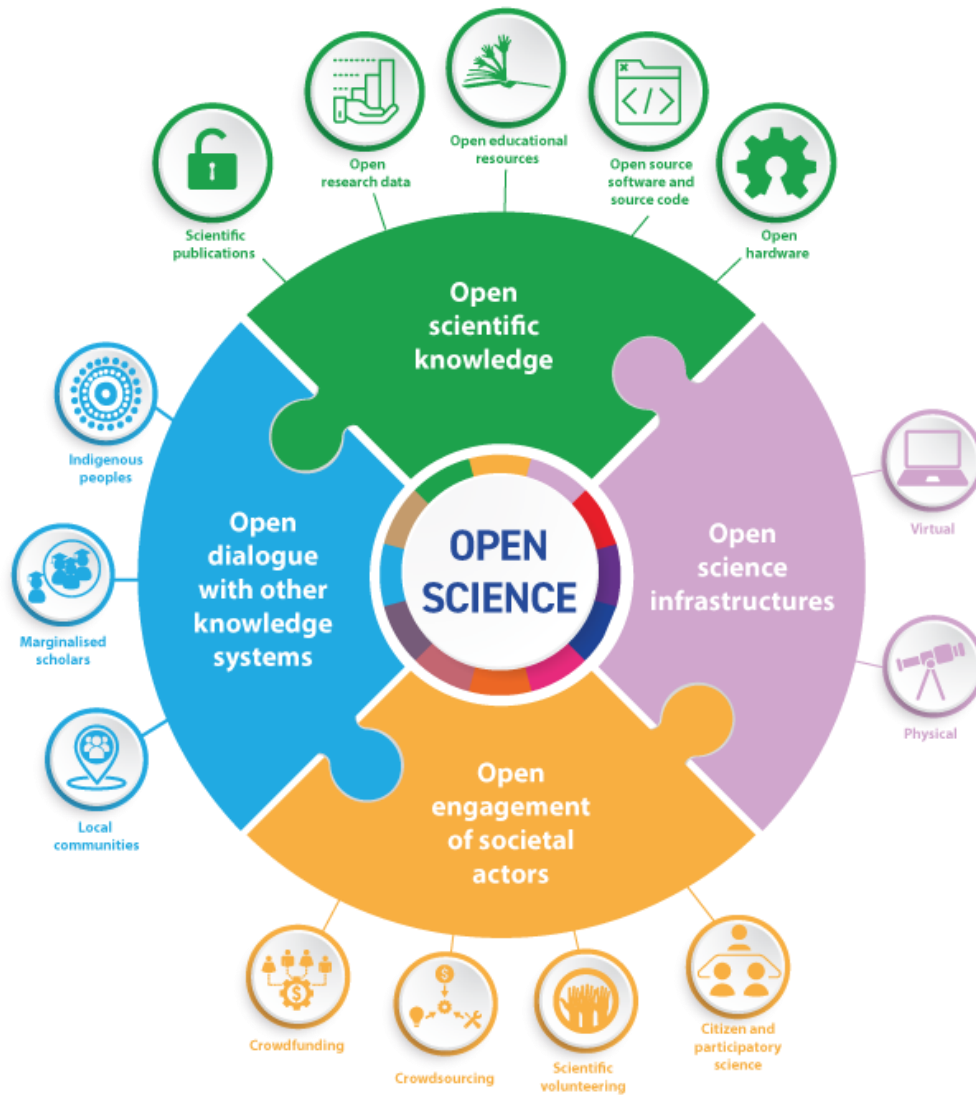 Open educational
resources
Open
research data
Open source
software and
source code
Scientific
publications
Open
hardware
Open
scientific
knowledge
Indigenous
peoples
Marginalised
scholars
Local
communities
Open
dialogue
with other
knowledge
systems
OPEN
SCIENCE
Open
science
infrastructures
Virtual
Physical
Open
engagement
of societal
actors
Crowdfunding
Crowdsourcing
Scientific
volunteering
Citizen and
participatory
science